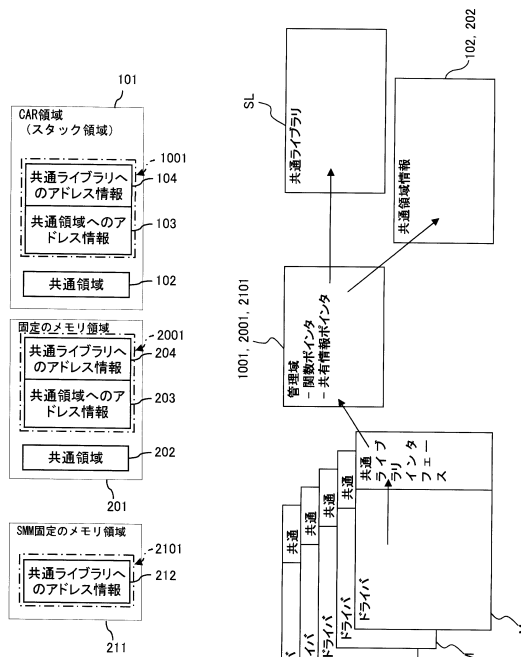 101
CAR領域
(スタック領域)
1001
共通ライブラリへ
のアドレス情報
104
共通領域へのア
ドレス情報
103
共通領域
102
固定のメモリ領域
2001
共通ライブラリへ
のアドレス情報
204
共通領域へのア
ドレス情報
203
共通領域
202
201
SMM固定のメモリ領域
2101
共通ライブラリへ
のアドレス情報
212
211
SL
共通ライブラリ
102, 202
共通領域情報
1001, 2001, 2101
管理域
- 関数ポインタ
- 共有情報ポインタ
共通
ライブ
ラリ
インタ
フェー
ス
共通
共通
共通
共通
ドライバ
ドライバ
ドライバ
イバ
バ